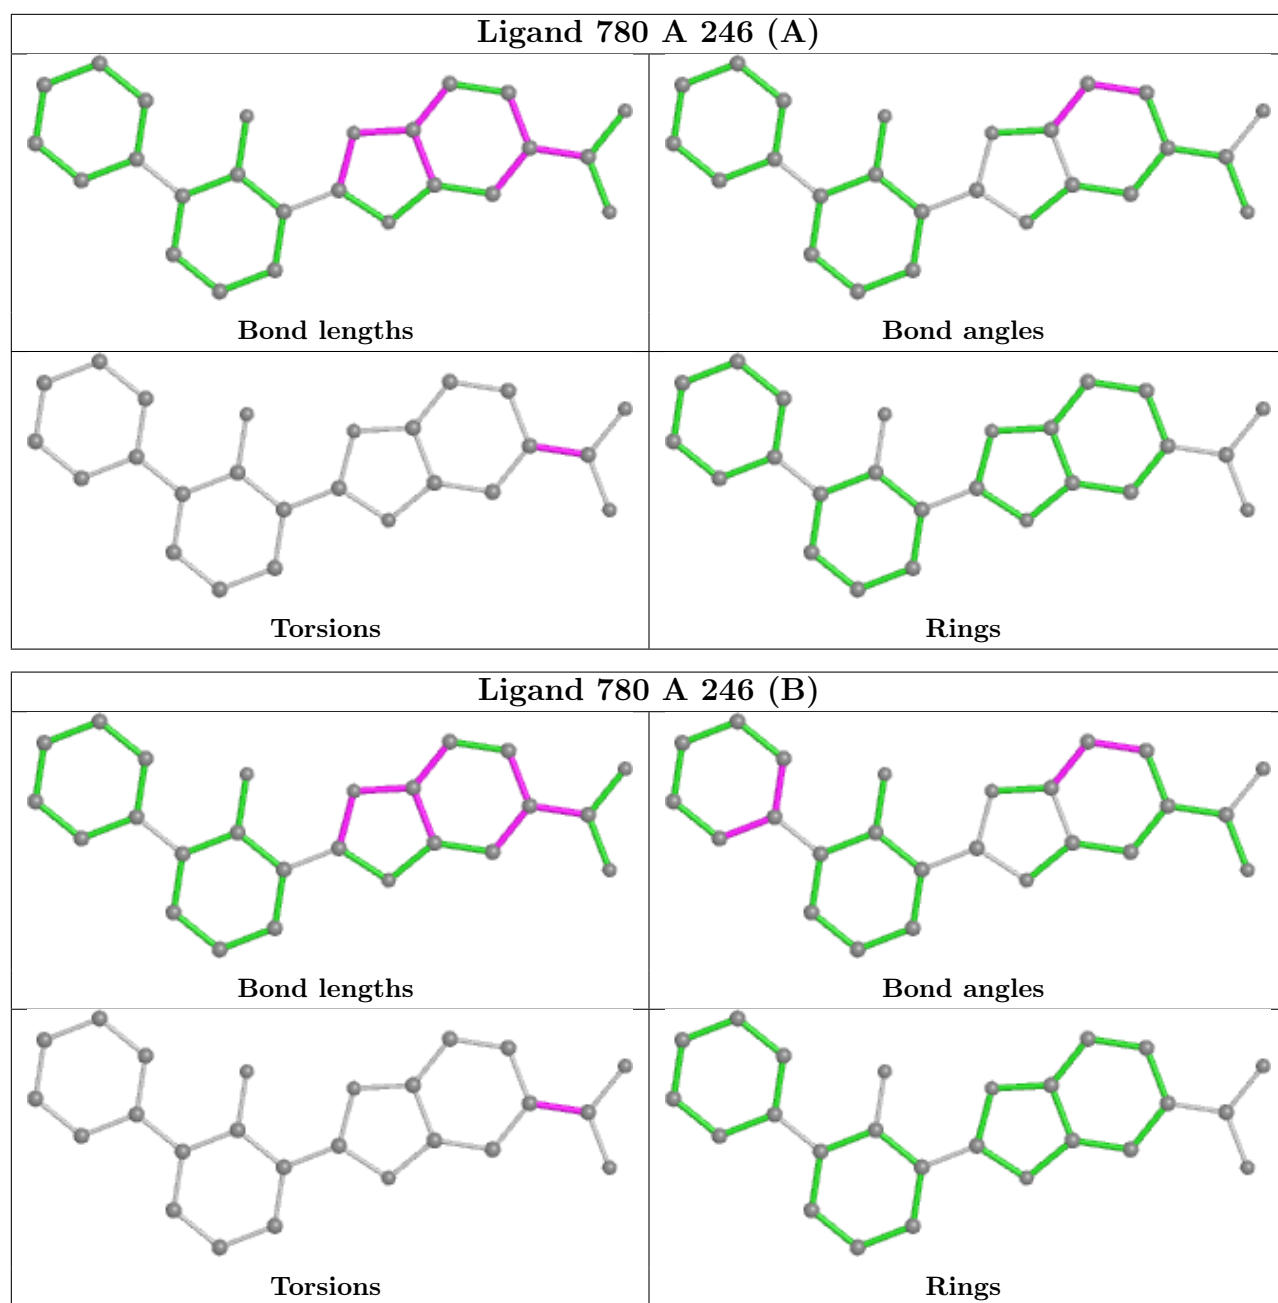 Ligand 780 A 246 (A)
Bond lengths
Bond angles
Torsions
Rings
Ligand 780 A 246 (B)
Bond lengths
Bond angles
Torsions
Rings